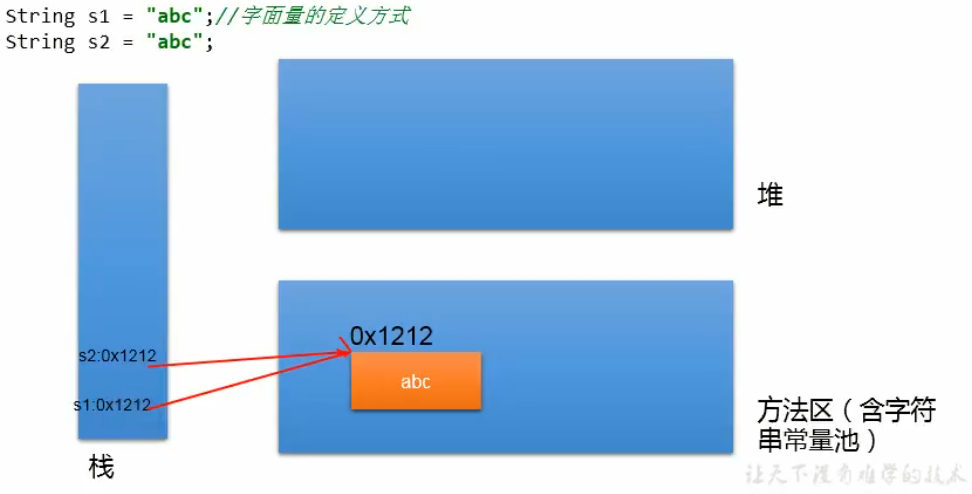 String s1 = "abc";//字面量的定义方式
String s2 = "abc";
堆
0x1212
s2:0x1212
abc
s1:0x1212
方法区（含字符
串常量池）
栈
让天下没有难学的技术